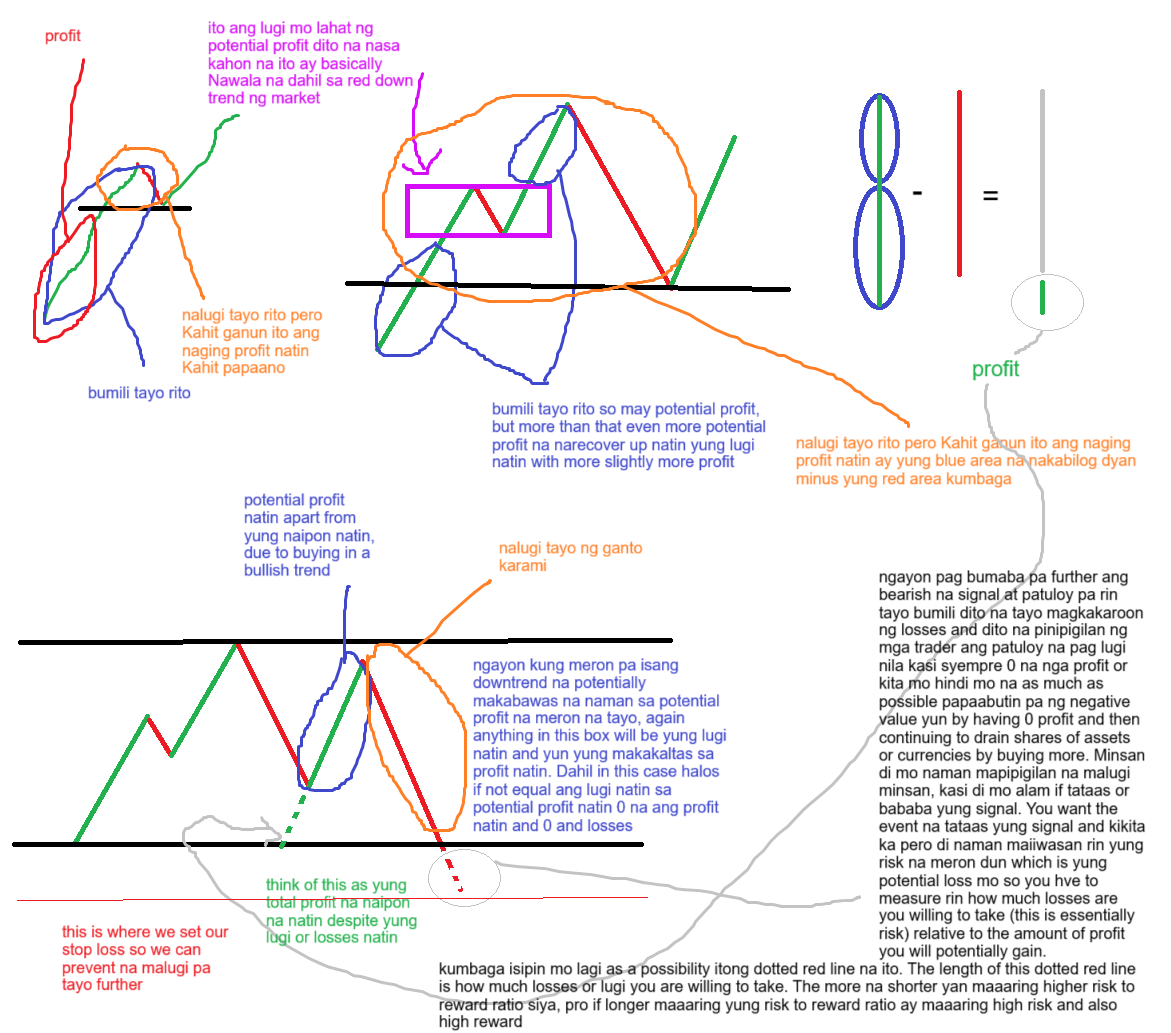 profit
ito ang lugi mo lahat ng
potential profit dito na nasa
kahon na ito ay basically
Nawala na dahil sa red down
trend ng market
nalugi tayo rito pero
Kahit ganun ito ang
naging profit natin
Kahit papaano
bumili tayo rito
-
=
profit
bumili tayo rito so may potential profit,
but more than that even more potential
profit na narecover up natin yung lugi
natin with more slightly more profit
nalugi tayo rito pero Kahit ganun ito ang naging
profit natin ay yung blue area na nakabilog dyan
minus yung red area kumbaga
potential profit
natin apart from
yung naipon natin,
due to buying in a
bullish trend
nalugi tayo ng ganto
karami
ngayon kung meron pa isang
downtrend na potentially
makabawas na naman sa potential
profit na meron na tayo, again
anything in this box will be yung lugi
natin and yun yung makakaltas sa
profit natin. Dahil in this case halos
if not equal ang lugi natin sa
potential profit natin 0 na ang profit
natin and 0 and losses
ngayon pag bumaba pa further ang
bearish na signal at patuloy pa rin
tayo bumili dito na tayo magkakaroon
ng losses and dito na pinipigilan ng
mga trader ang patuloy na pag lugi
nila kasi syempre 0 na nga profit or
kita mo hindi mo na as much as
possible papaabutin pa ng negative
value yun by having 0 profit and then
continuing to drain shares of assets
or currencies by buying more. Minsan
di mo naman mapipigilan na malugi
minsan, kasi di mo alam if tataas or
bababa yung signal. You want the
event na tataas yung signal and kikita
ka pero di naman maiiwasan rin yung
risk na meron dun which is yung
potential loss mo so you hve to
measure rin how much losses are
you willing to take (this is essentially
risk) relative to the amount of profit
you will potentially gain.
think of this as yung
total profit na naipon
na natin despite yung
lugi or losses natin
this is where we set our
stop loss so we can
prevent na malugi pa
tayo further
kumbaga isipin mo lagi as a possibility itong dotted red line na ito. The length of this dotted red line
is how much losses or lugi you are willing to take. The more na shorter yan maaaring higher risk to
reward ratio siya, pro if longer maaaring yung risk to reward ratio ay maaaring high risk and also
high reward